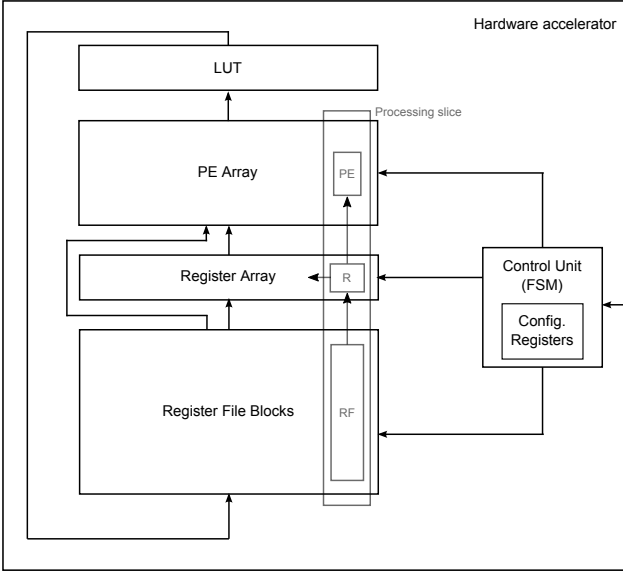 Hardware accelerator
LUT
Processing slice
PE Array
PE
Register Array
R
Control Unit
(FSM)
Config.
Registers
Register File Blocks
RF